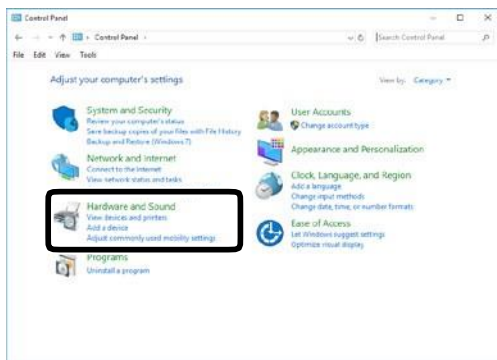 Control Panel
Control Panel
Search Control Panel
File Edit View Tools
Adjust your computer's settings
View by: Category
System and Security
Review your computer's status
Save backup copies of your files with File History
Backup and Restore (Windows 7)
Network and Internet
Connect to the Internet
View network status and tasks
Hardware and Sound
View devices and printers
Add a device
Adjust commonly used mobility settings
Programs
Uninstall a program
User Accounts
Change account type
Appearance and Personalization
Clock, Language, and Region
Add a language
Change input methods
Change date, time, or number formats
Ease of Access
Let Windows suggest settings
Optimize visual display